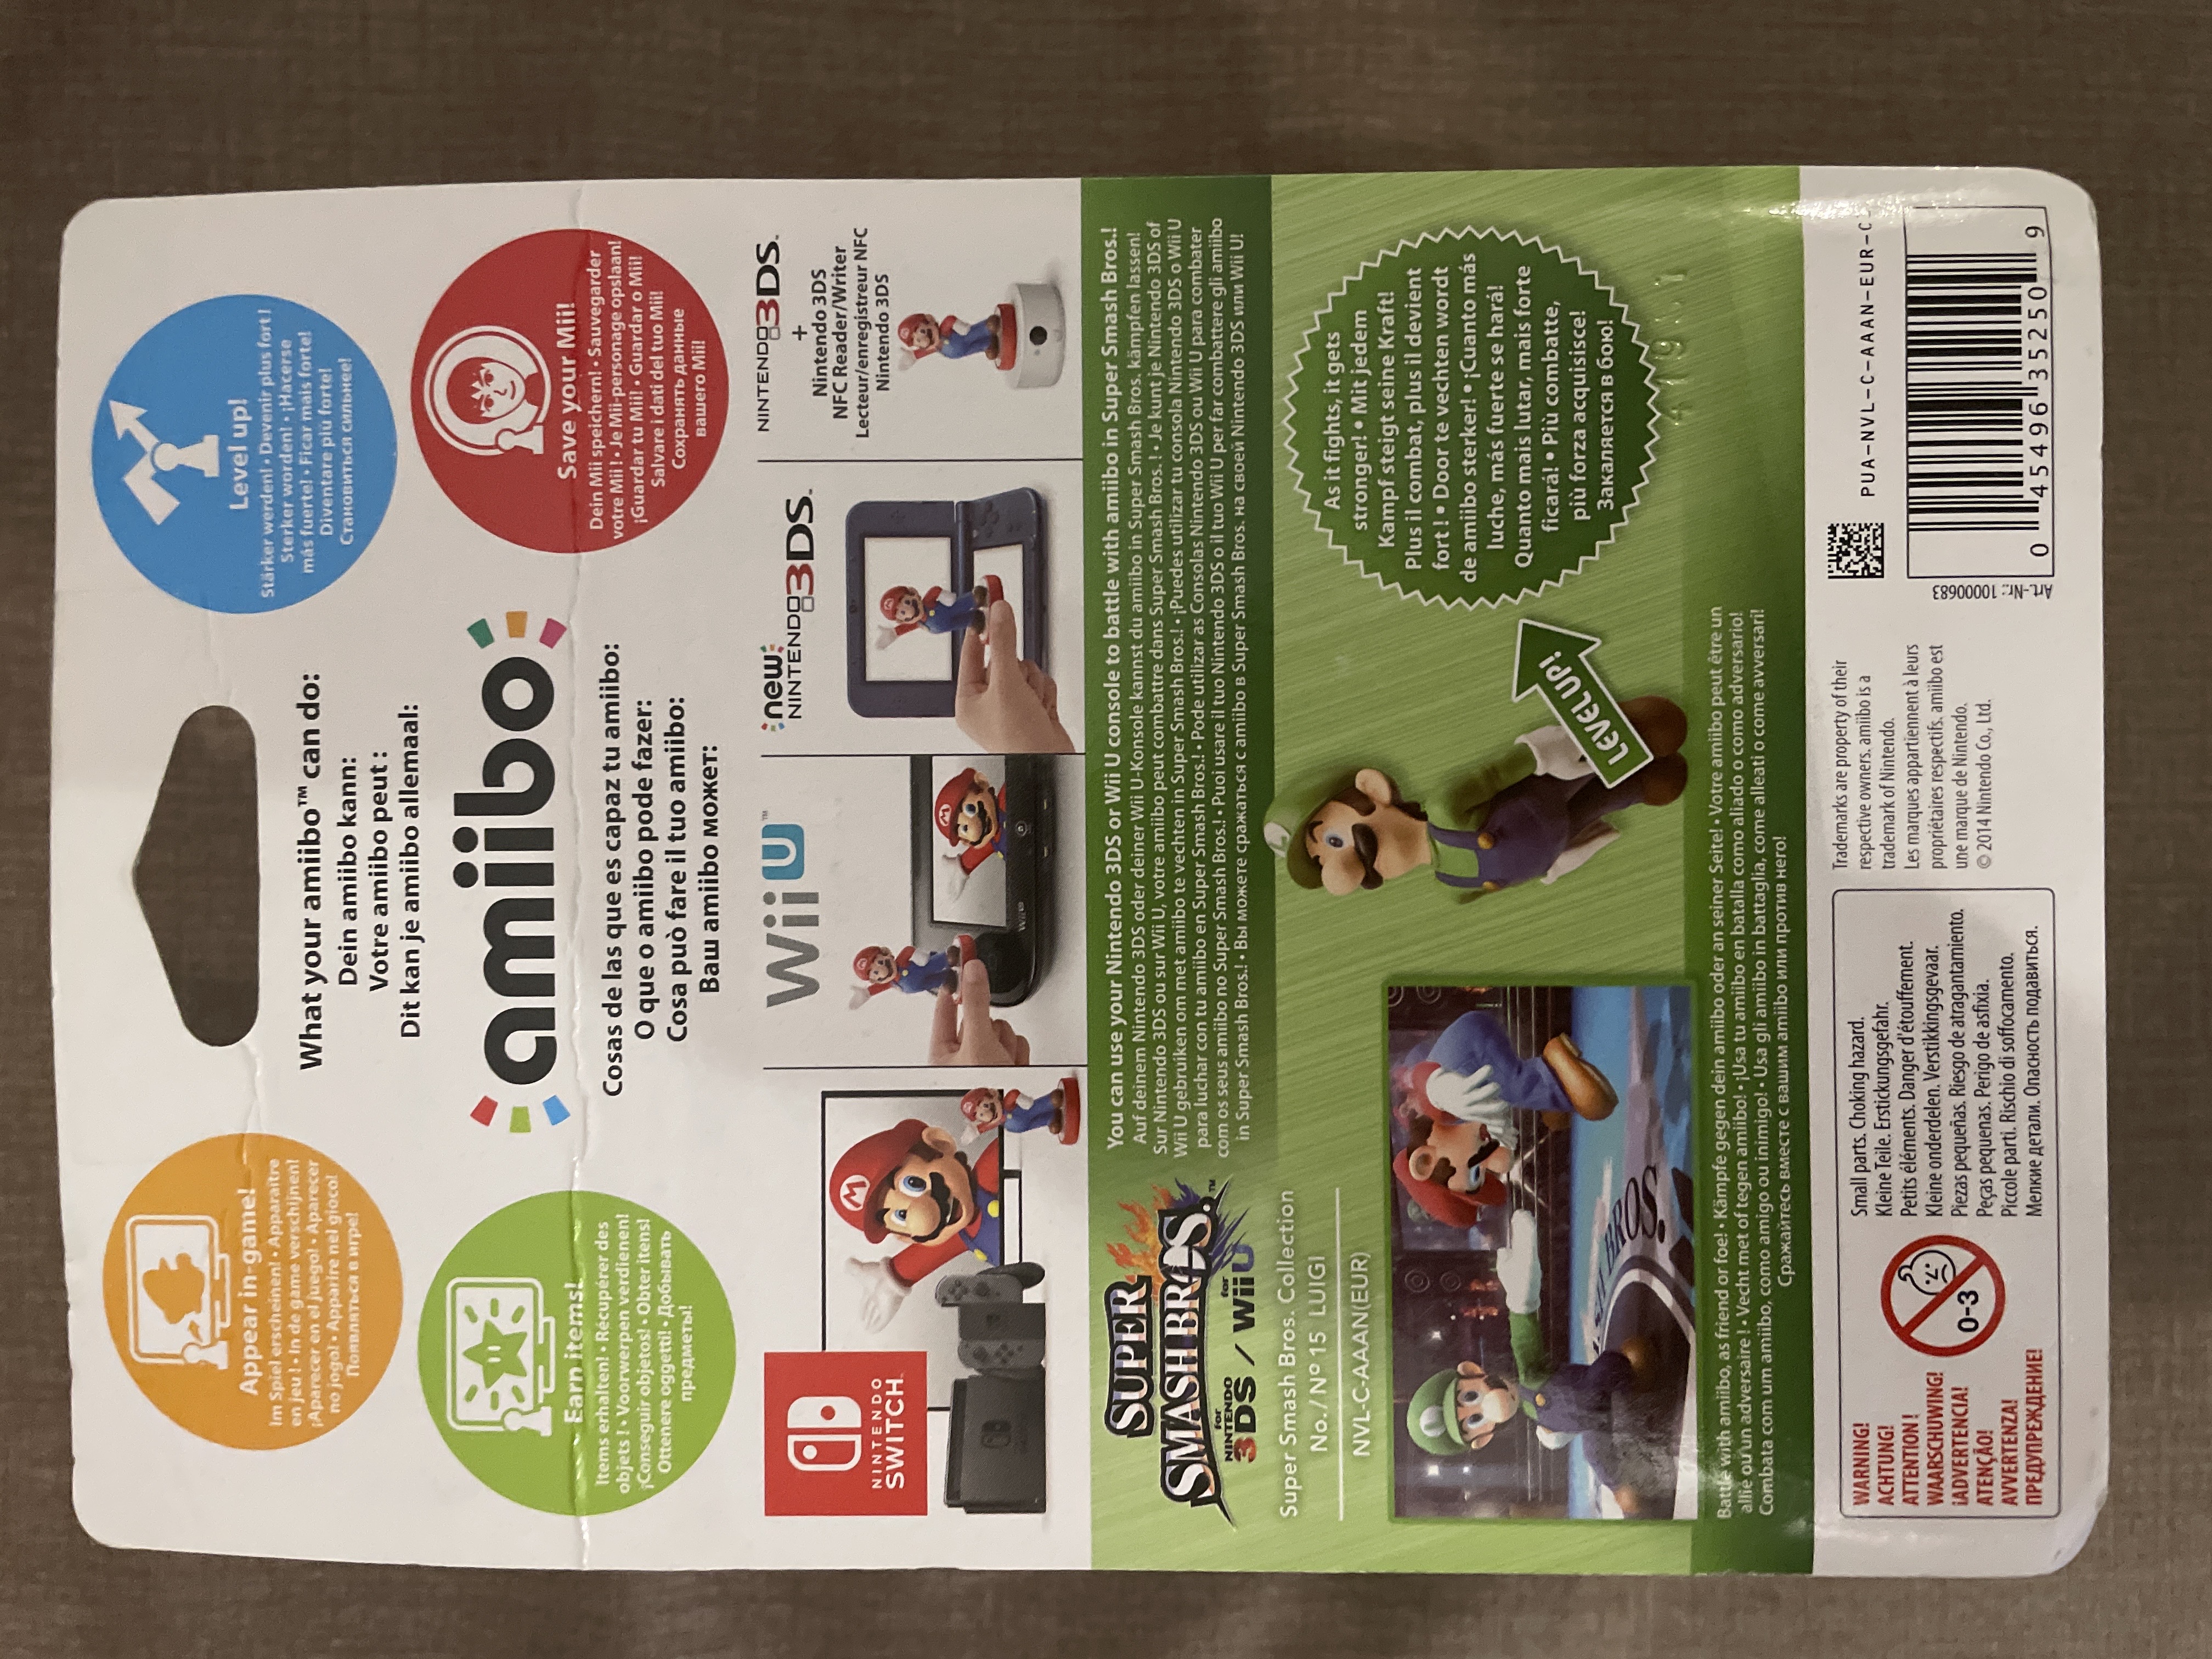 Appear in-game!
Im Spiel erscheinen! • Apparaître
en jeu ! • In de game verschijnen!
¡Aparecer en el juego! • Aparecer
no jogo! • Apparire nel gioco!
Появляться в игре!
Level up!
Stärker werden! • Devenir plus fort !
Sterker worden! • ¡Hacerse
más fuerte! • Ficar mais forte!
Diventare più forte!
Становиться сильнее!
What your amiibo™ can do:
Dein amiibo kann:
Votre amiibo peut :
Dit kan je amiibo allemaal:
amiibo
Cosas de las que es capaz tu amiibo:
O que o amiibo pode fazer:
Cosa può fare il tuo amiibo:
Ваш amiibo может:
Earn items!
Items erhalten! • Récupérer des
objets ! • Voorwerpen verdienen!
¡Conseguir objetos! • Obter itens!
Ottenere oggetti! • Добывать
предметы!
Save your Mii!
Dein Mii speichern! • Sauvegarder
votre Mii ! • Je Mii-personage opslaan!
¡Guardar tu Mii! • Guardar o Mii!
Salvare i dati del tuo Mii!
Сохранять данные
вашего Mii!
NINTENDO
SWITCH
WiiU™
Wii U
new
NINTENDO3DS™
NINTENDO3DS™
+
Nintendo 3DS
NFC Reader/Writer
Lecteur/enregistreur NFC
Nintendo 3DS
SUPER
SMASH BROS.™
for NINTENDO 3DS / for WiiU
You can use your Nintendo 3DS or Wii U console to battle with amiibo in Super Smash Bros.!
Auf deinem Nintendo 3DS oder deiner Wii U-Konsole kannst du amiibo in Super Smash Bros. kämpfen lassen!
Sur Nintendo 3DS ou sur Wii U, votre amiibo peut combattre dans Super Smash Bros. ! • Je kunt je Nintendo 3DS of
Wii U gebruiken om met amiibo te vechten in Super Smash Bros.! • ¡Puedes utilizar tu consola Nintendo 3DS o Wii U
para luchar con tu amiibo en Super Smash Bros.! • Pode utilizar as Consolas Nintendo 3DS ou Wii U para combater
com os seus amiibo no Super Smash Bros.! • Puoi usare il tuo Nintendo 3DS o il tuo Wii U per far combattere gli amiibo
in Super Smash Bros.! • Вы можете сражаться с amiibo в Super Smash Bros. на своей Nintendo 3DS или Wii U!
Super Smash Bros. Collection
No./Nº 15 LUIGI
NVL-C-AAAN(EUR)
LEVEL UP!
As it fights, it gets
stronger! • Mit jedem
Kampf steigt seine Kraft!
Plus il combat, plus il devient
fort ! • Door te vechten wordt
de amiibo sterker! • ¡Cuanto más
luche, más fuerte se hará!
Quanto mais lutar, mais forte
ficará! • Più combatte,
più forza acquisisce!
Закаляется в бою!
Battle with amiibo, as friend or foe! • Kämpfe gegen dein amiibo oder an seiner Seite! • Votre amiibo peut être un
allié ou un adversaire ! • Vecht met of tegen amiibo! • ¡Usa tu amiibo en batalla como aliado o como adversario!
Combata com um amiibo, como amigo ou inimigo! • Usa gli amiibo in battaglia, come alleati o come avversari!
Сражайтесь вместе с вашим amiibo или против него!
WARNING!
ACHTUNG!
ATTENTION !
WAARSCHUWING!
¡ADVERTENCIA!
ATENÇÃO!
AVVERTENZA!
ПРЕДУПРЕЖДЕНИЕ!
0-3
Small parts. Choking hazard.
Kleine Teile. Erstickungsgefahr.
Petits éléments. Danger d'étouffement.
Kleine onderdelen. Verstikkingsgevaar.
Piezas pequeñas. Riesgo de atragantamiento.
Peças pequenas. Perigo de asfixia.
Piccole parti. Rischio di soffocamento.
Мелкие детали. Опасность подавиться.
Trademarks are property of their
respective owners. amiibo is a
trademark of Nintendo.
Les marques appartiennent à leurs
propriétaires respectifs. amiibo est
une marque de Nintendo.
© 2014 Nintendo Co., Ltd.
PUA-NVL-C-AAAN-EUR-C
Art.-Nr.: 10000683
0 45496 35250 9